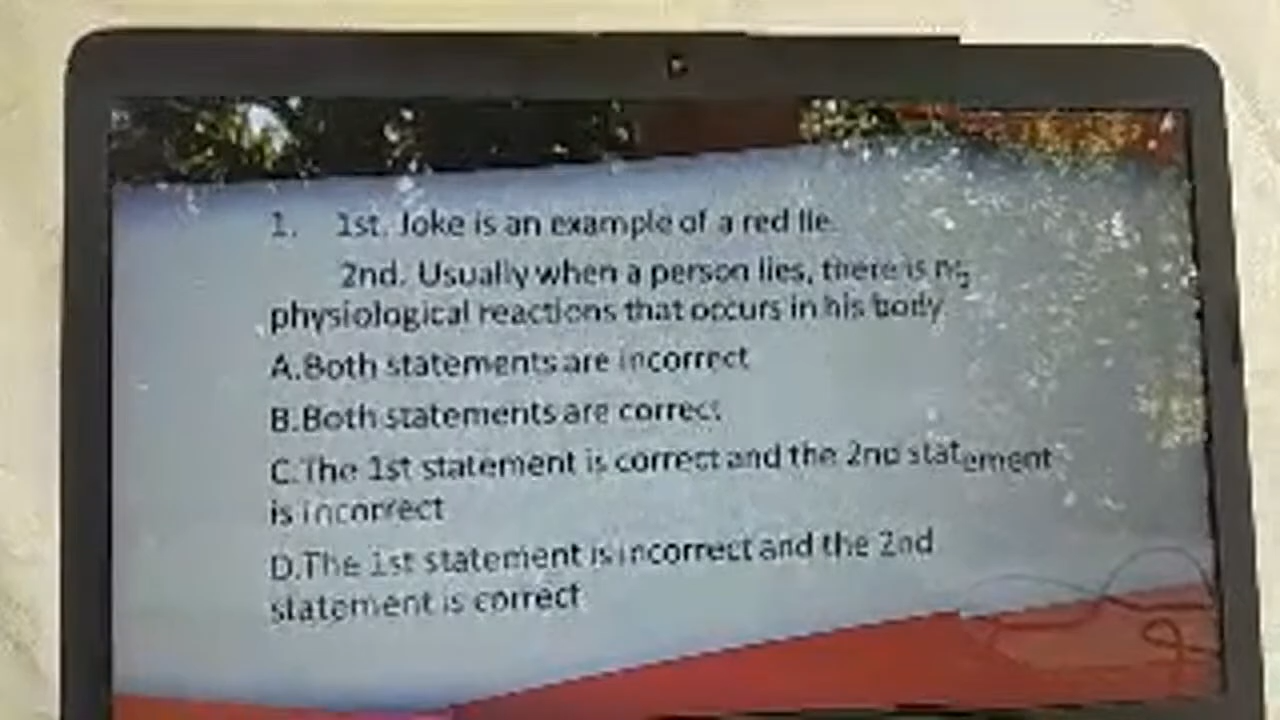 1. 1st. Joke is an example of a red lie.
2nd. Usually when a person lies, there is no
physiological reactions that occurs in his body
A.Both statements are incorrect
B.Both statements are correct
C.The 1st statement is correct and the 2nd statement
is incorrect
D.The 1st statement is incorrect and the 2nd
statement is correct